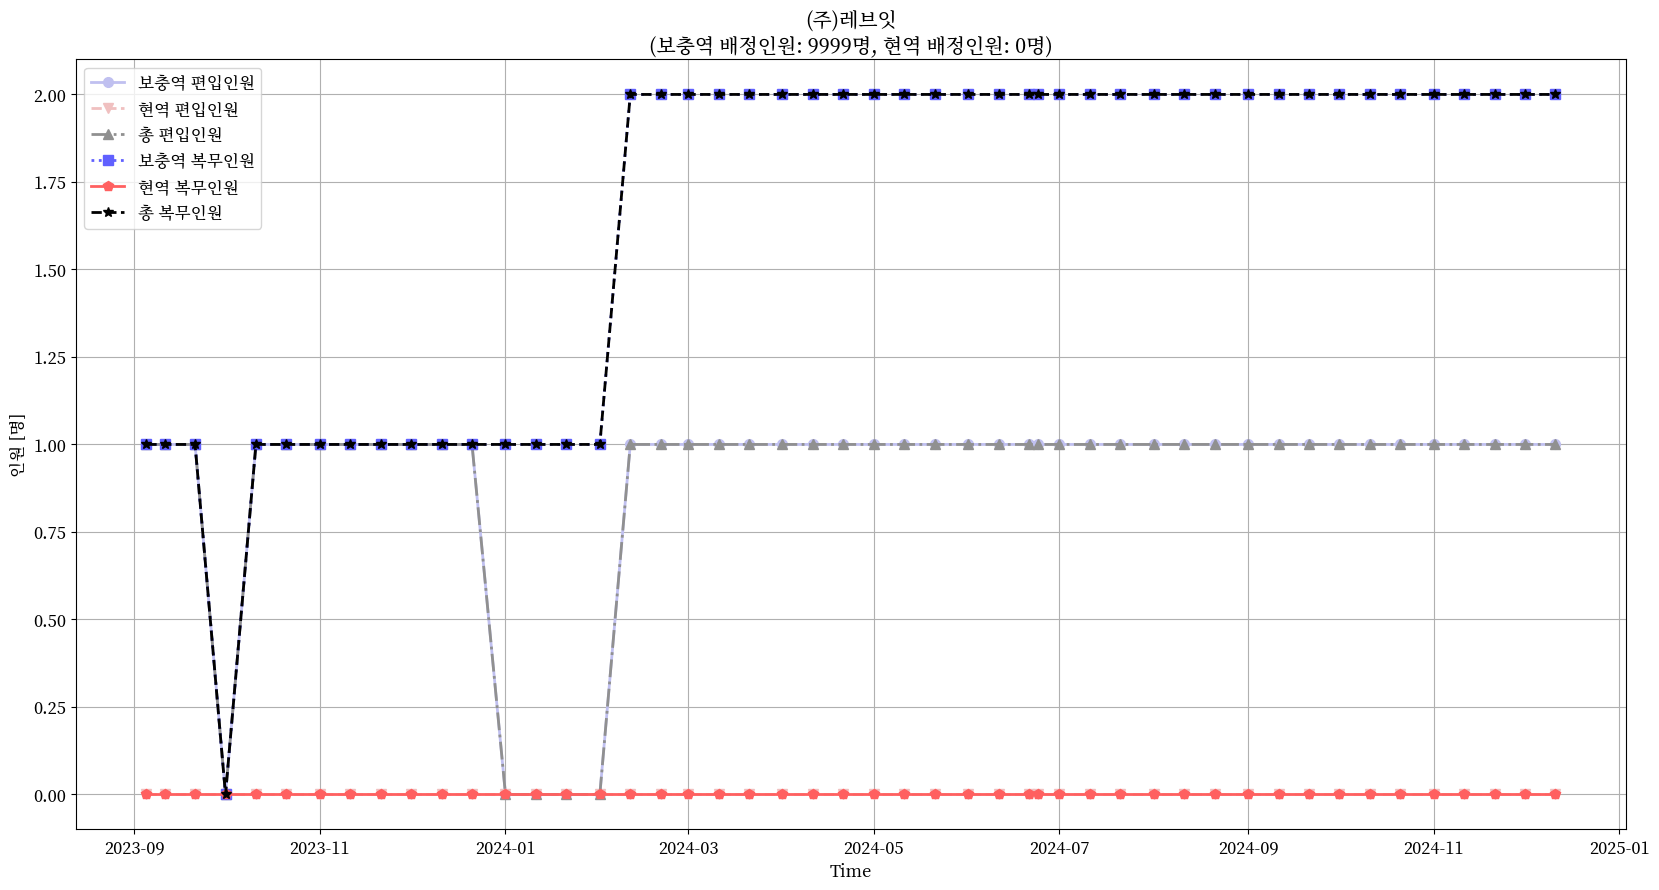 (주)레브잇
(보충역 배정인원: 9999명, 현역 배정인원: 0명)
보충역 편입인원
현역 편입인원
총 편입인원
보충역 복무인원
현역 복무인원
총 복무인원
2.00
1.75
1.50
1.25
1.00
0.75
0.50
0.25
0.00
인원 [명]
2023-09
2023-11
2024-01
2024-03
2024-05
2024-07
2024-09
2024-11
2025-01
Time